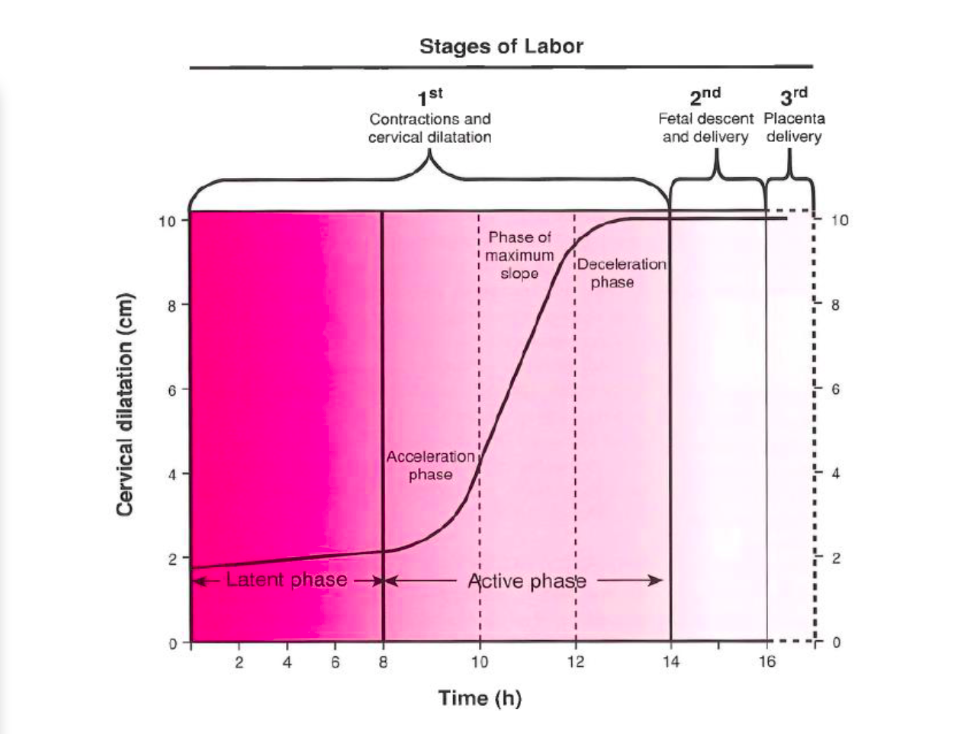 Stages of Labor
1st
Contractions and
cervical dilatation
2nd
Fetal descent
and delivery
3rd
Placenta
delivery
Cervical dilatation (cm)
10
8
6
4
2
0
Phase of
maximum
slope
Deceleration
phase
Acceleration
phase
Latent phase
Active phase
10
8
6
4
2
0
2 4 6 8 10 12 14 16
Time (h)